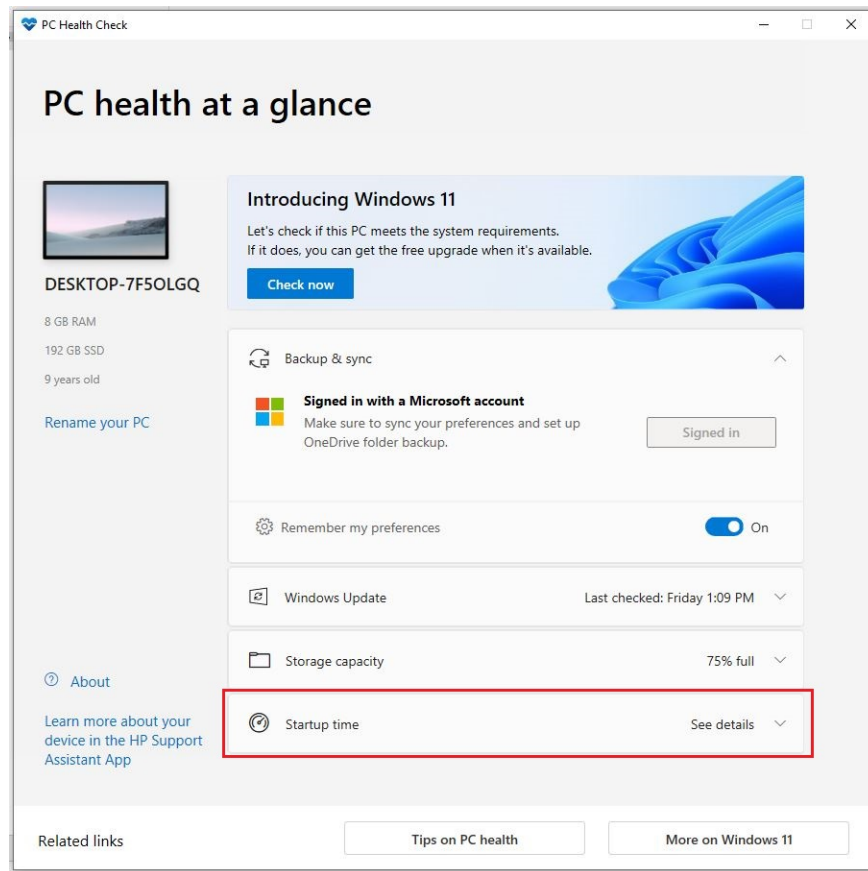 PC Health Check
PC health at a glance
DESKTOP-7F5OLGQ
8 GB RAM
192 GB SSD
9 years old
Rename your PC
Introducing Windows 11
Let's check if this PC meets the system requirements.
If it does, you can get the free upgrade when it's available.
Check now
Backup & sync
Signed in with a Microsoft account
Make sure to sync your preferences and set up
OneDrive folder backup.
Signed in
Remember my preferences
On
Windows Update
Last checked: Friday 1:09 PM
Storage capacity
75% full
Startup time
See details
About
Learn more about your
device in the HP Support
Assistant App
Related links
Tips on PC health
More on Windows 11